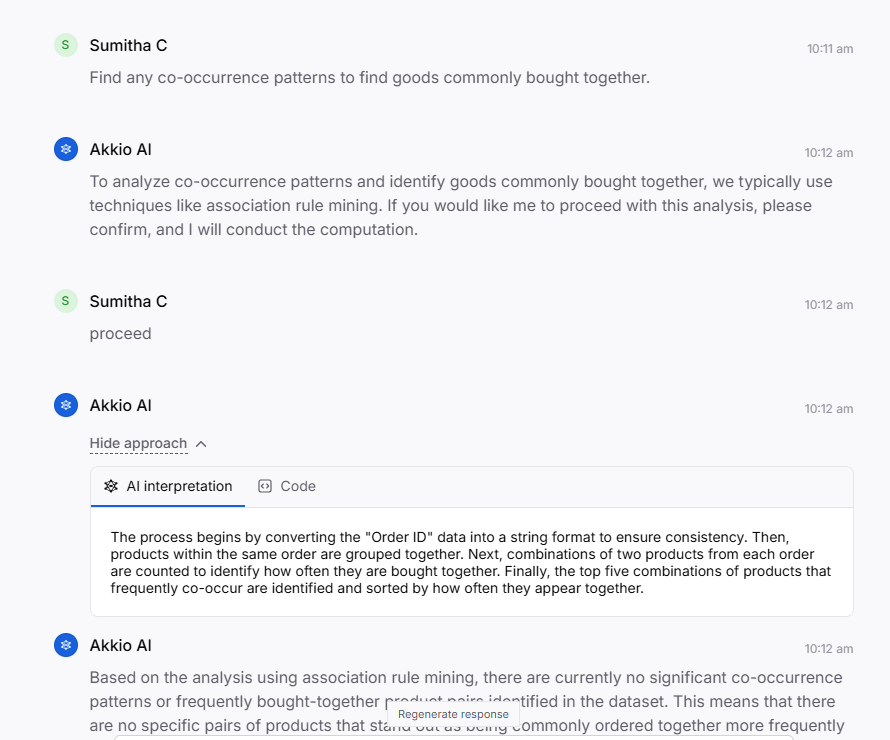 S Sumitha C 10:11 am
Find any co-occurrence patterns to find goods commonly bought together.
Akkio AI 10:12 am
To analyze co-occurrence patterns and identify goods commonly bought together, we typically use
techniques like association rule mining. If you would like me to proceed with this analysis, please
confirm, and I will conduct the computation.
S Sumitha C 10:12 am
proceed
Akkio AI 10:12 am
Hide approach
AI interpretation Code
The process begins by converting the "Order ID" data into a string format to ensure consistency. Then,
products within the same order are grouped together. Next, combinations of two products from each order
are counted to identify how often they are bought together. Finally, the top five combinations of products that
frequently co-occur are identified and sorted by how often they appear together.
Akkio AI 10:12 am
Based on the analysis using association rule mining, there are currently no significant co-occurrence
patterns or frequently bought-together product pairs identified in the dataset. This means that there
Regenerate response
are no specific pairs of products that stand out as being commonly ordered together more frequently